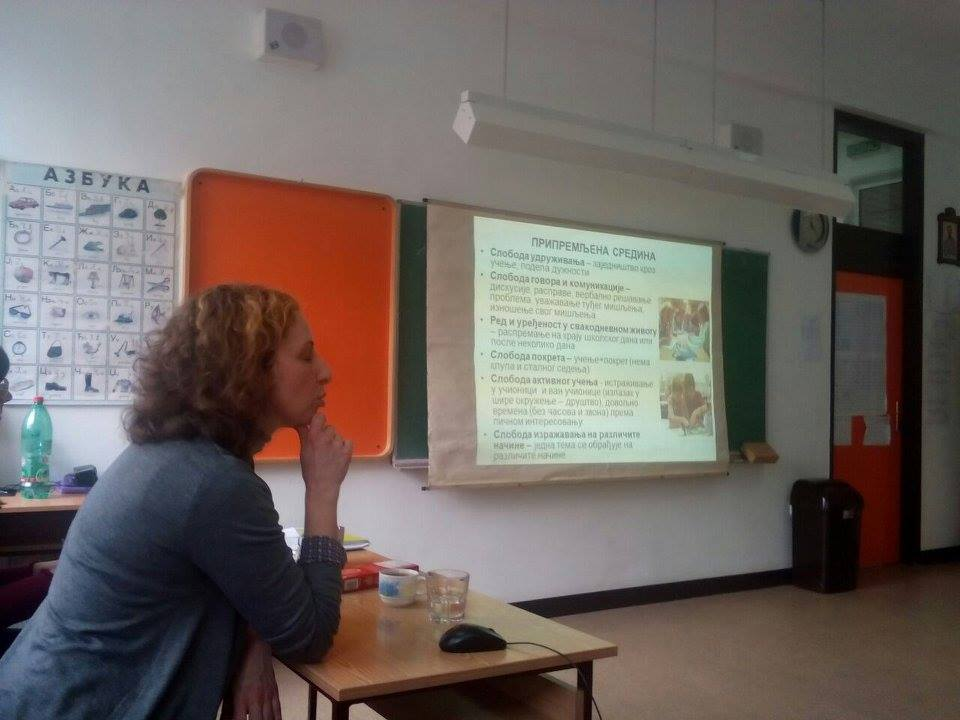 АЗБУКА
ПРИПРЕМЉЕНА СРЕДИНА
• Слобода удруживања – заједништво кроз
учење, подела дужности
• Слобода говора и комуникације –
дискусије, расправе, вербално решавање
проблема, уважавање туђег мишљења,
изношење свог мишљења
• Ред и уређеност у свакодневном животу
– распремање на крају школског дана или
после неколико дана
• Слобода покрета – учење+покрет (нема
клупа и сталног седења)
• Слобода активног учења - истраживање
у учионици и ван учионице (излазак у
шире окружење – друштво), довољно
времена (без часова и звона) према
личном интересовању
• Слобода изражавања на различите
начине – једна тема се обрађује на
различите начине